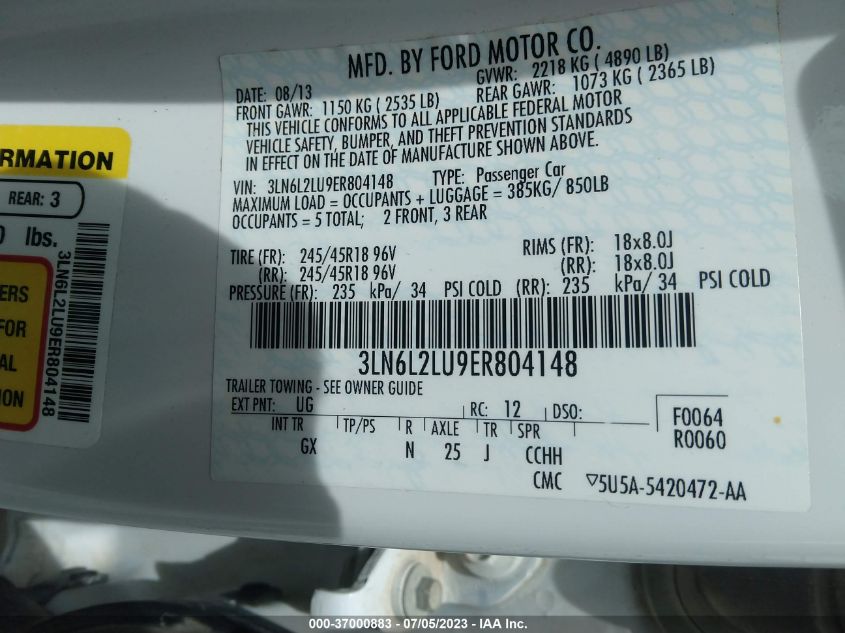 MFD. BY FORD MOTOR CO.
DATE: 08/13 GVWR: 2218 KG ( 4890 LB)
FRONT GAWR: 1150 KG ( 2535 LB) REAR GAWR: 1073 KG ( 2365 LB)
THIS VEHICLE CONFORMS TO ALL APPLICABLE FEDERAL MOTOR
VEHICLE SAFETY, BUMPER, AND THEFT PREVENTION STANDARDS
IN EFFECT ON THE DATE OF MANUFACTURE SHOWN ABOVE.
VIN: 3LN6L2LU9ER804148 TYPE: Passenger Car
MAXIMUM LOAD = OCCUPANTS + LUGGAGE = 385KG/ 850LB
OCCUPANTS = 5 TOTAL; 2 FRONT, 3 REAR
TIRE (FR): 245/45R18 96V RIMS (FR): 18x8.0J
(RR): 245/45R18 96V (RR): 18x8.0J
PRESSURE (FR): 235 kPa/ 34 PSI COLD (RR): 235 kPa/ 34 PSI COLD
3LN6L2LU9ER804148
TRAILER TOWING - SEE OWNER GUIDE
EXT PNT: UG RC: 12 DSO:
INT TR TP/PS R AXLE TR SPR
GX N 25 J CCHH
F0064
R0060
CMC ▽5U5A-5420472-AA
RMATION
REAR: 3
0 lbs.
3LN6L2LU9ER804148
ERS
FOR
AL
ION
000-37000883 - 07/05/2023 - IAA Inc.